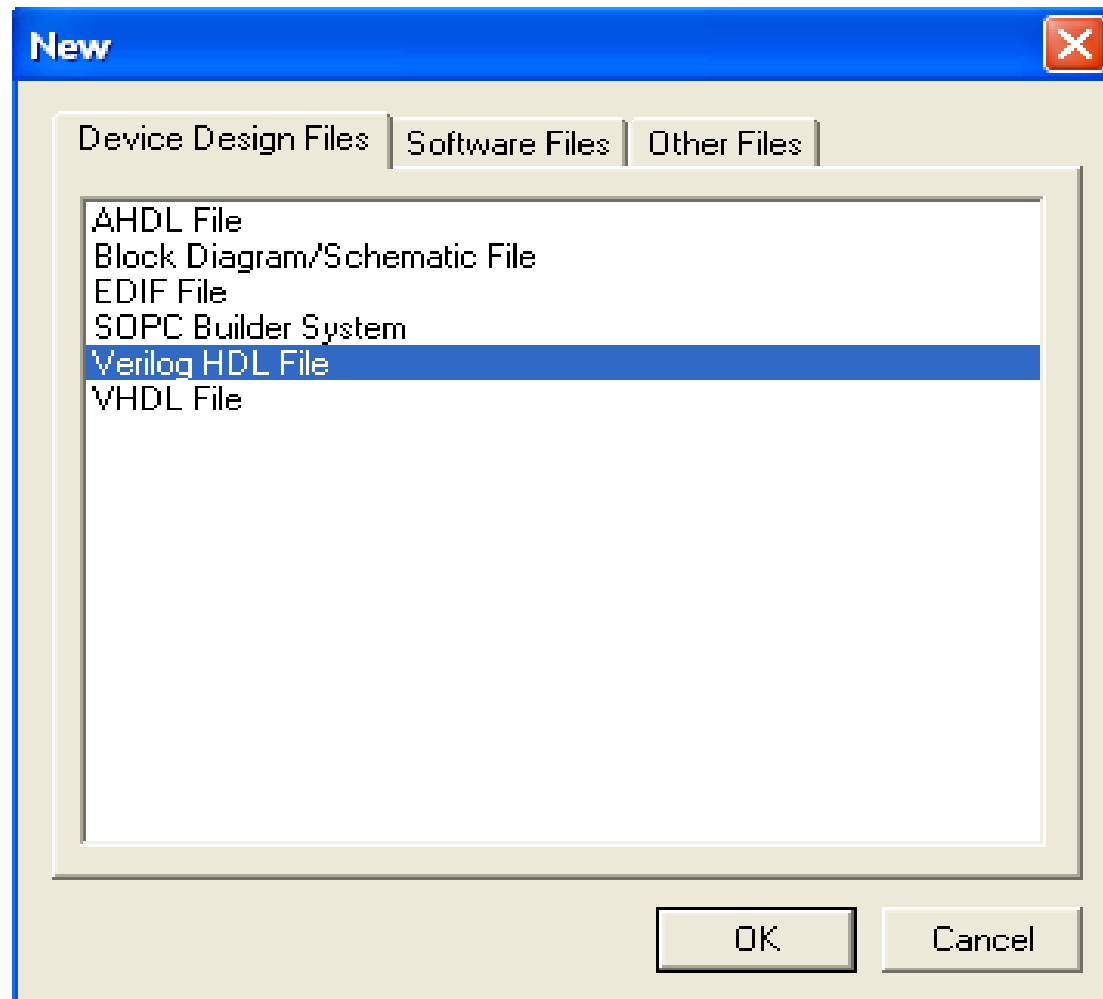 New
Device Design Files Software Files Other Files
AHDL File
Block Diagram/Schematic File
EDIF File
SOPC Builder System
Verilog HDL File
VHDL File
OK Cancel